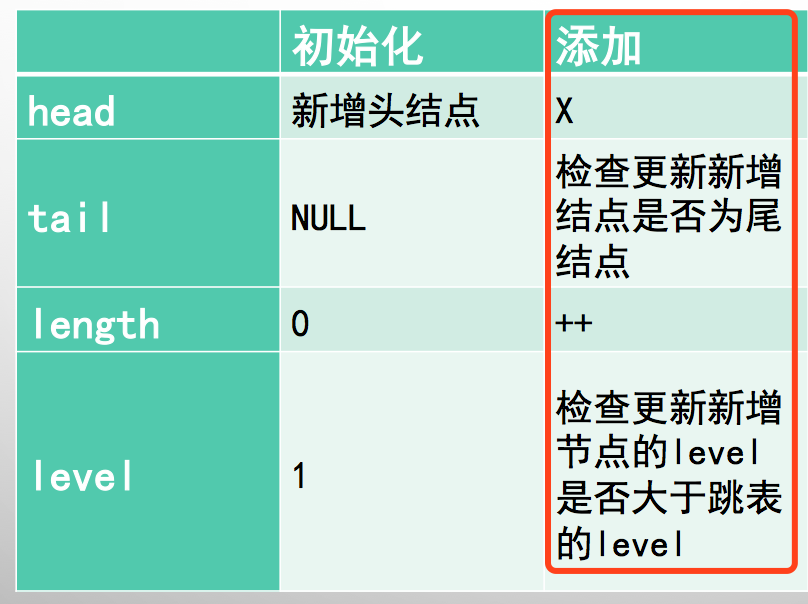 初始化 添加
head 新增头结点 X
tail NULL 检查更新新增
结点是否为尾
结点
length 0 ++
level 1 检查更新新增
节点的level
是否大于跳表
的level